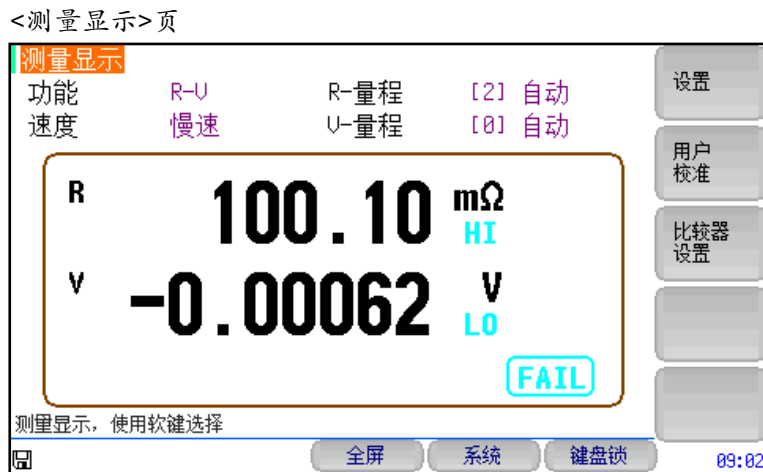 <测量显示>页
测量显示
功能 R-V R-量程 [2] 自动
速度 慢速 V-量程 [0] 自动
R 100.10 mΩ
HI
V -0.00062 V
LO
FAIL
测量显示，使用软键选择
设置
用户
校准
比较器
设置
全屏 系统 键盘锁 09:02